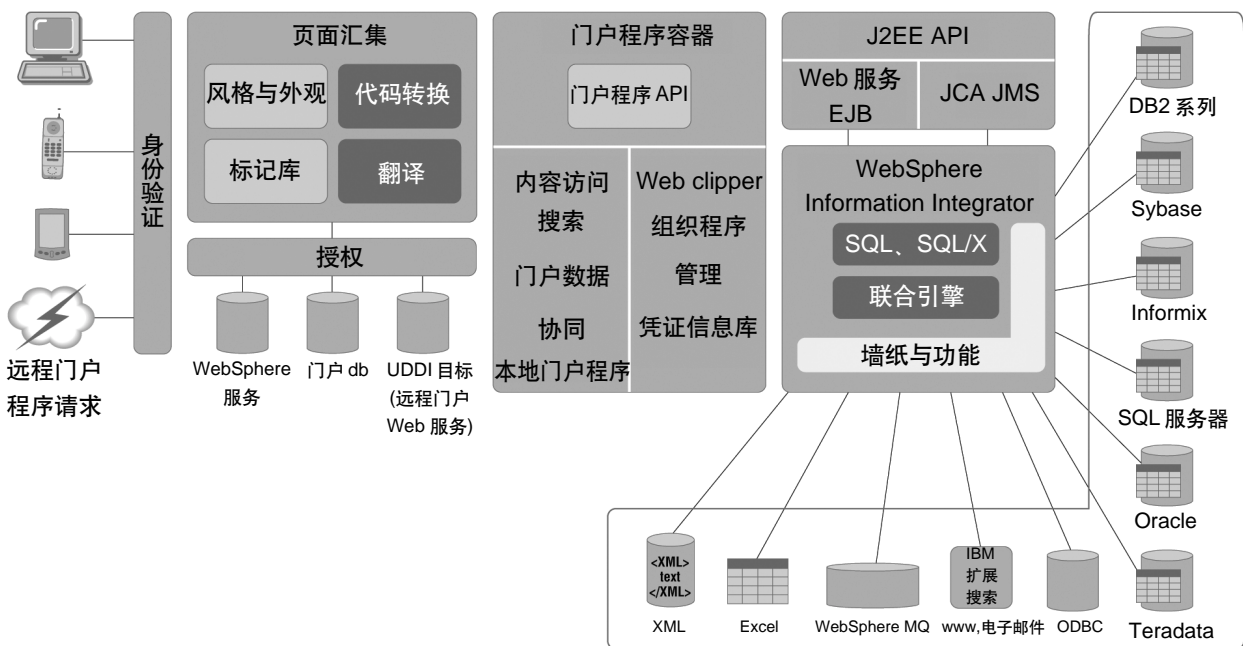 页面汇集
风格与外观
代码转换
标记库
翻译
身份验证
授权
WebSphere
服务
门户 db
UDDI 目标
(远程门户
Web 服务)
远程门户
程序请求
门户程序容器
门户程序 API
内容访问
搜索
门户数据
协同
本地门户程序
Web clipper
组织程序
管理
凭证信息库
J2EE API
Web 服务
EJB
JCA JMS
WebSphere
Information Integrator
SQL、SQL/X
联合引擎
墙纸与功能
DB2 系列
Sybase
Informix
SQL 服务器
Oracle
Teradata
<XML>
text
</XML>
XML
Excel
WebSphere MQ
IBM
扩展
搜索
www,电子邮件
ODBC